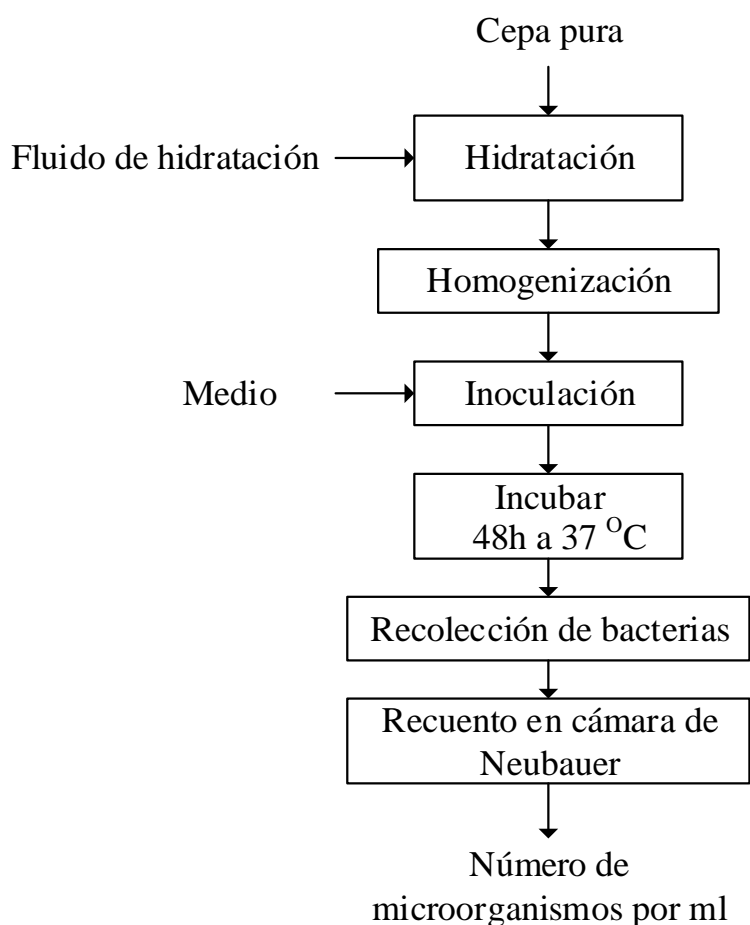 Cepa pura
Fluido de hidratación
Hidratación
Homogenización
Medio
Inoculación
Incubar
48h a 37 ᴼC
Recolección de bacterias
Recuento en cámara de
Neubauer
Número de
microorganismos por ml